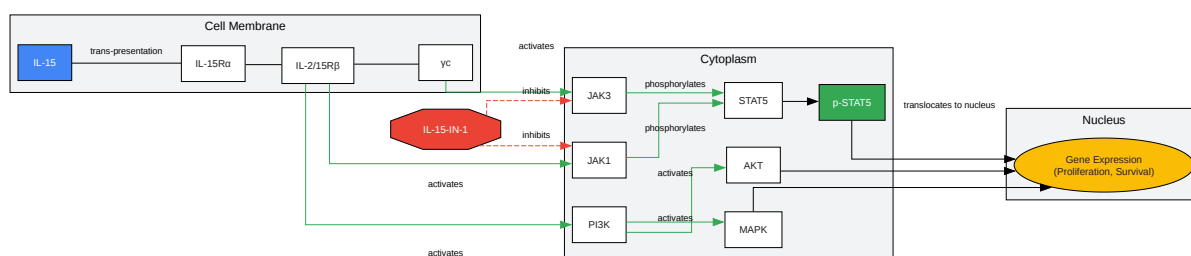 Cell Membrane
IL-15
trans-presentation
IL-15Rα
IL-2/15Rβ
γc
activates
Cytoplasm
inhibits
JAK3
phosphorylates
STAT5
p-STAT5
translocates to nucleus
IL-15-IN-1
inhibits
phosphorylates
JAK1
activates
AKT
activates
PI3K
activates
MAPK
activates
Nucleus
Gene Expression
(Proliferation, Survival)